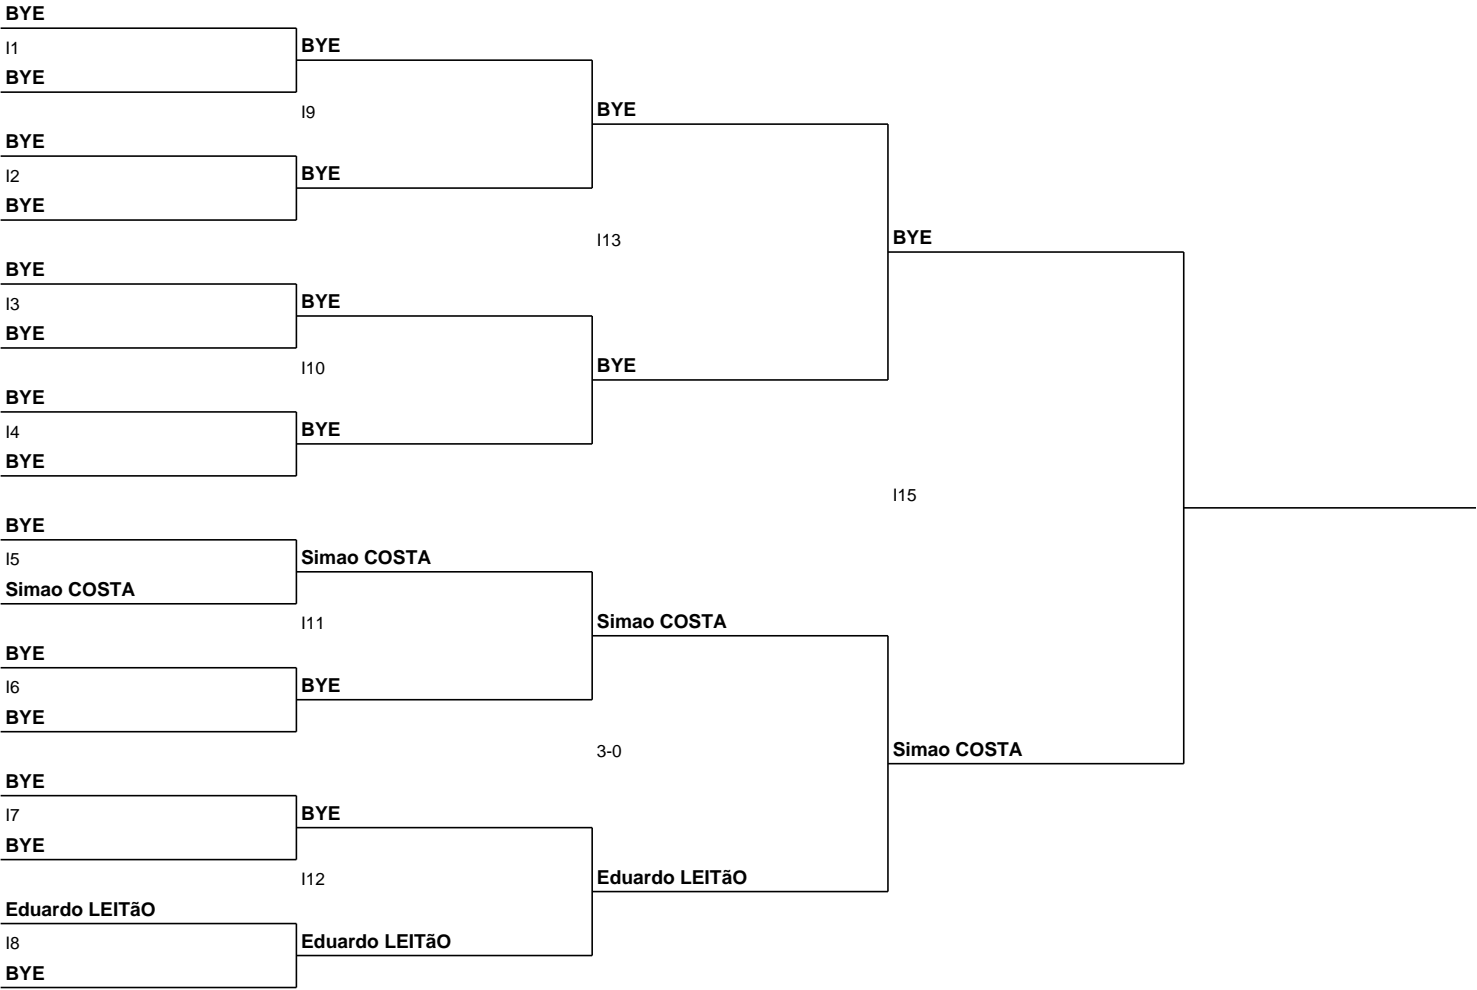 BYE
I1
BYE
BYE
I9
BYE
BYE
I2
BYE
BYE
I13
BYE
BYE
I3
BYE
BYE
I10
BYE
BYE
I4
BYE
BYE
I15
BYE
I5
Simao COSTA
Simao COSTA
I11
Simao COSTA
BYE
I6
BYE
BYE
3-0
Simao COSTA
BYE
I7
BYE
BYE
I12
Eduardo LEITãO
Eduardo LEITãO
I8
Eduardo LEITãO
BYE